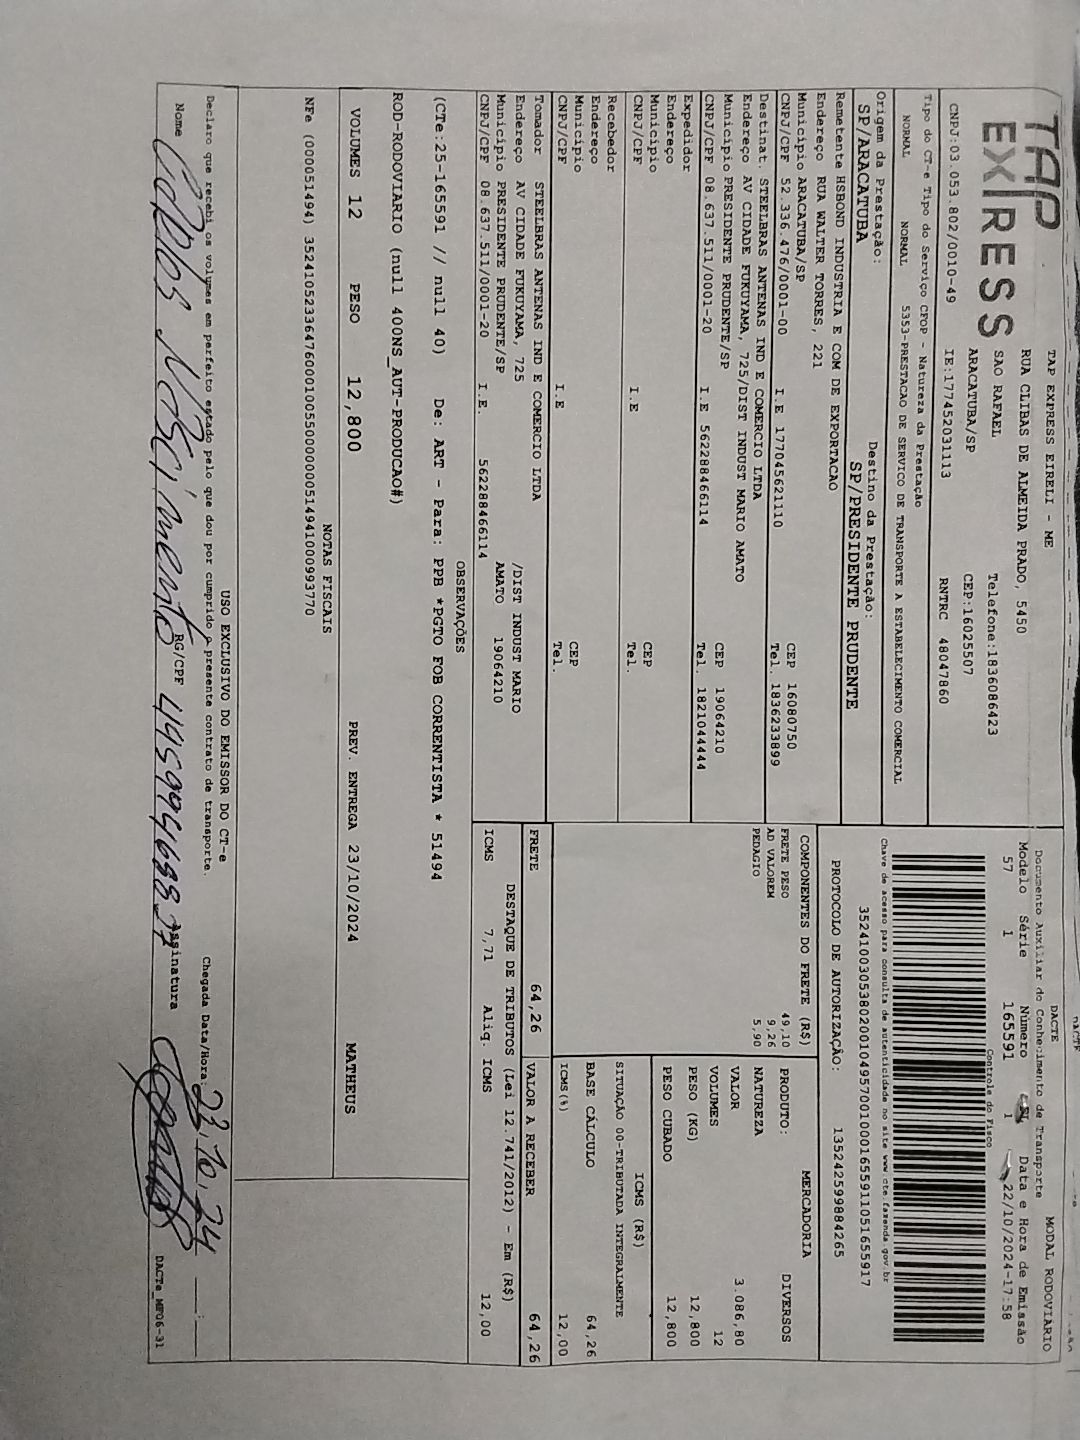 TAP
EXPRESS
TAP EXPRESS EIRELI - ME
RUA CLIBAS DE ALMEIDA PRADO, 5450
SAO RAFAEL Telefone:1836086423
ARACATUBA/SP CEP:16025507
CNPJ:03.053.802/0010-49 IE:177452031113 RNTRC 48047860
Tipo do CT-e Tipo do Serviço CFOP - Natureza da Prestação
NORMAL NORMAL 5353-PRESTACAO DE SERVICO DE TRANSPORTE A ESTABELECIMENTO COMERCIAL
Origem da Prestação: Destino da Prestação:
SP/ARACATUBA SP/PRESIDENTE PRUDENTE
Remetente HSBOND INDUSTRIA E COM DE EXPORTACAO
Endereço RUA WALTER TORRES, 221
Município ARACATUBA/SP CEP 16080750
CNPJ/CPF 52.336.476/0001-00 I.E 177045621110 Tel. 1836233899
Destinat. STEELBRAS ANTENAS IND E COMERCIO LTDA
Endereço AV CIDADE FUKUYAMA, 725/DIST INDUST MARIO AMATO
Município PRESIDENTE PRUDENTE/SP CEP 19064210
CNPJ/CPF 08.637.511/0001-20 I.E 562288466114 Tel. 1821044444
Expedidor
Endereço
Município CEP
CNPJ/CPF I.E Tel.
Recebedor
Endereço
Município CEP
CNPJ/CPF I.E Tel.
Tomador STEELBRAS ANTENAS IND E COMERCIO LTDA
Endereço AV CIDADE FUKUYAMA, 725 /DIST INDUST MARIO
Município PRESIDENTE PRUDENTE/SP AMATO 19064210
CNPJ/CPF 08.637.511/0001-20 I.E. 562288466114
DACTE MODAL RODOVIÁRIO
Documento Auxiliar do Conhecimento de Transporte
Modelo Série Número Data e Hora de Emissão
57 1 165591 1 22/10/2024-17:58
Controle do Fisco
Chave de acesso para consulta de autenticidade no site www.cte.fazenda.gov.br
35241003053802001049570010001655911051655917
PROTOCOLO DE AUTORIZAÇÃO: 135242599884265
COMPONENTES DO FRETE (R$)
FRETE PESO 49,10
AD VALOREM 9,26
PEDAGIO 5,90
MERCADORIA
PRODUTO: DIVERSOS
NATUREZA
VALOR 3.086,80
VOLUMES 12
PESO (KG) 12,800
PESO CUBADO 12,800
ICMS (R$)
SITUAÇÃO 00-TRIBUTADA INTEGRALMENTE
BASE CÁLCULO 64,26
ICMS(%) 12,00
FRETE 64,26 VALOR A RECEBER 64,26
DESTAQUE DE TRIBUTOS (Lei 12.741/2012) - Em (R$)
ICMS 7,71 Aliq. ICMS 12,00
OBSERVAÇÕES
(CTe:25-165591 // null 40) De: ART - Para: PPB *PGTO FOB CORRENTISTA * 51494
ROD-RODOVIARIO (null 400NS_AUT-PRODUCAO#)
VOLUMES 12 PESO 12,800 PREV. ENTREGA 23/10/2024 MATHEUS
NOTAS FISCAIS
USO EXCLUSIVO DO EMISSOR DO CT-e
Declaro que recebi os volumes em perfeito estado pelo que dou por cumprido o presente contrato de transporte. Chegada Data/Hora: 23,10,24 __:__
Nome Nascimento RG/CPF Assinatura
DACTe_MF06-31